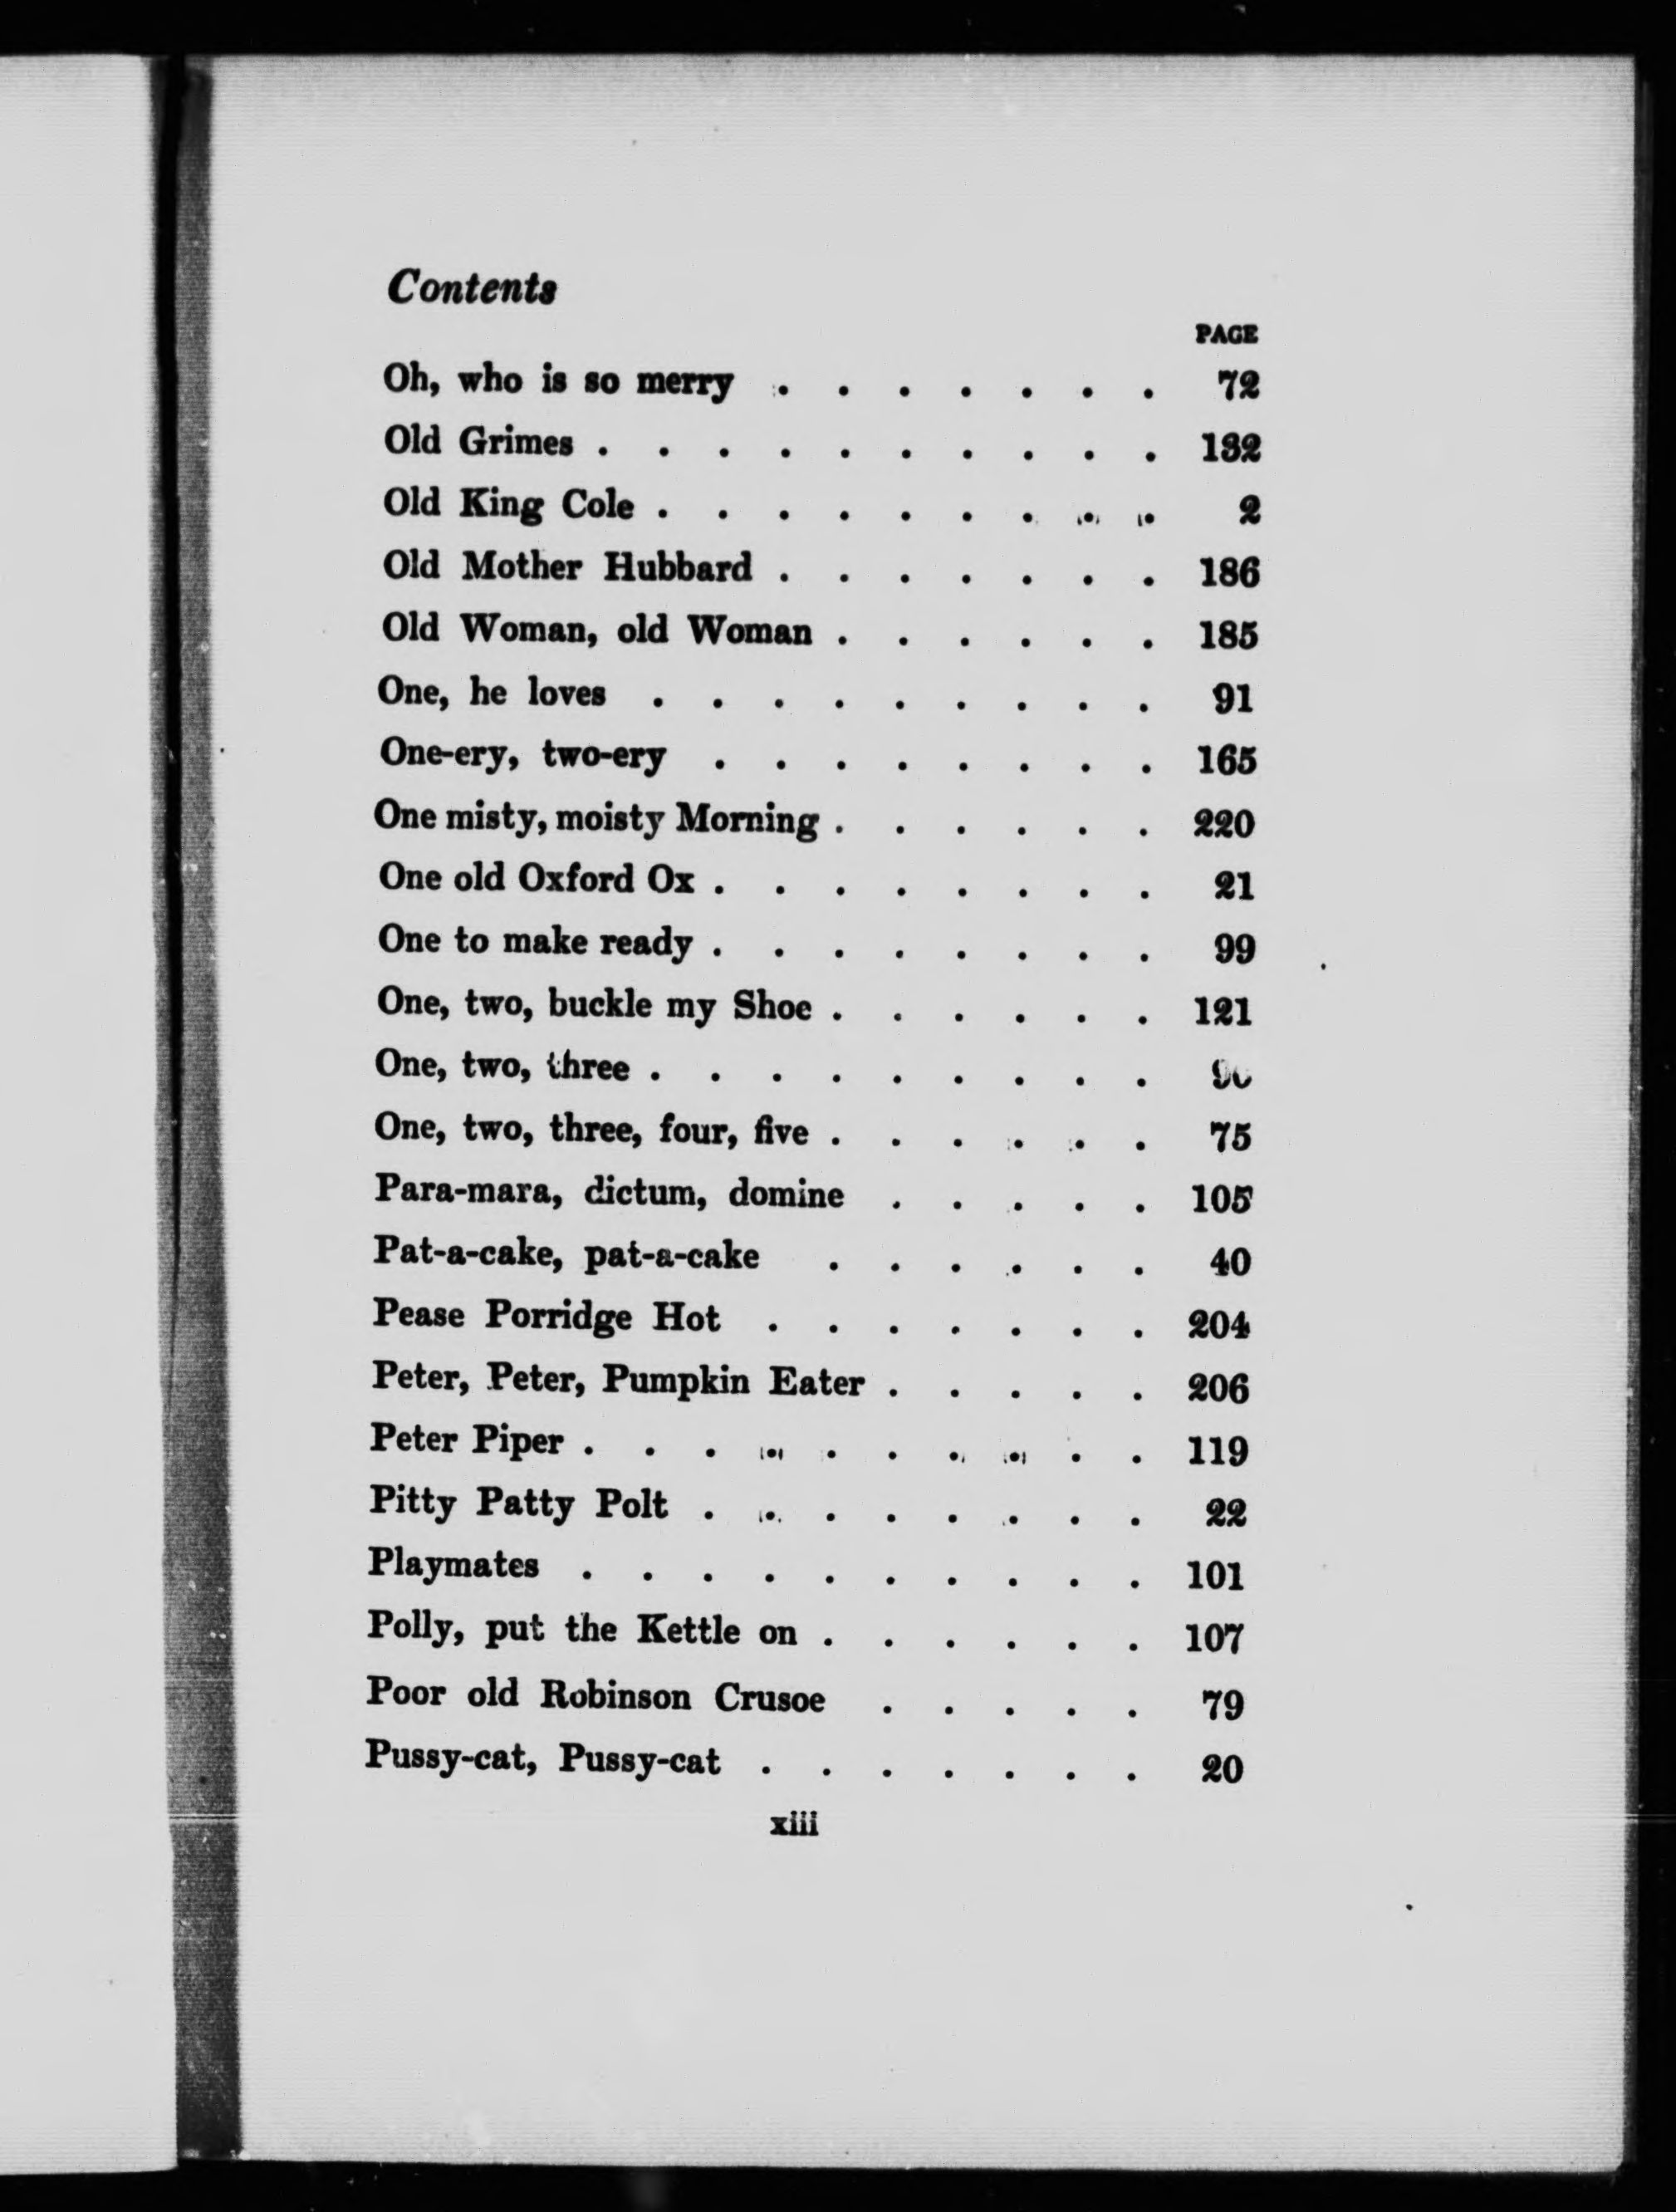 Contents
PAGE
Oh, who is so merry . . . . . . . 72
Old Grimes . . . . . . . . . . 132
Old King Cole . . . . . . . . . 2
Old Mother Hubbard . . . . . . . 186
Old Woman, old Woman . . . . . . 185
One, he loves . . . . . . . . . 91
One-ery, two-ery . . . . . . . . 165
One misty, moisty Morning . . . . . . 220
One old Oxford Ox . . . . . . . . 21
One to make ready . . . . . . . . 99
One, two, buckle my Shoe . . . . . . 121
One, two, three . . . . . . . . .
One, two, three, four, five . . . . . . 75
Para-mara, dictum, domine . . . . . 105
Pat-a-cake, pat-a-cake . . . . . . 40
Pease Porridge Hot . . . . . . . 204
Peter, Peter, Pumpkin Eater . . . . . 206
Peter Piper . . . . . . . . . . 119
Pitty Patty Polt . . . . . . . . 22
Playmates . . . . . . . . . . 101
Polly, put the Kettle on . . . . . . 107
Poor old Robinson Crusoe . . . . . 79
Pussy-cat, Pussy-cat . . . . . . . 20
xiii